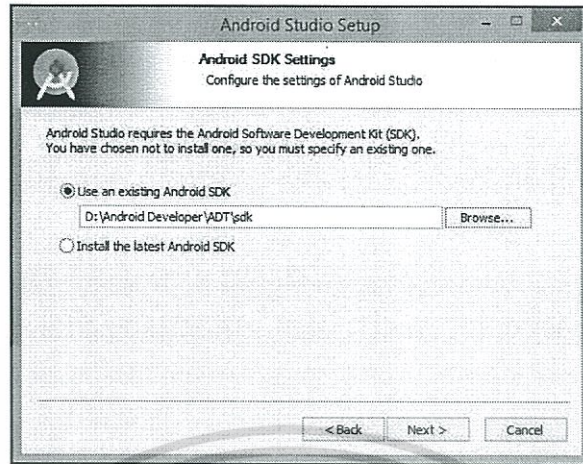 Android Studio Setup
Android SDK Settings
Configure the settings of Android Studio
Android Studio requires the Android Software Development Kit (SDK).
You have chosen not to install one, so you must specify an existing one.
Use an existing Android SDK
D:\Android Developer\ADT\sdk
Browse...
Install the latest Android SDK
< Back
Next >
Cancel